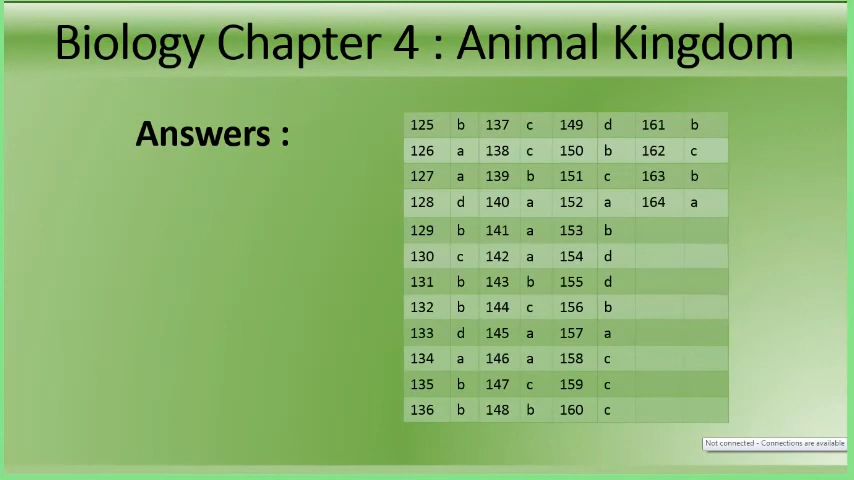 Biology Chapter 4 : Animal Kingdom
Answers :
125 b 137 c 149 d 161 b
126 a 138 c 150 b 162 c
127 a 139 b 151 c 163 b
128 d 140 a 152 a 164 a
129 b 141 a 153 b
130 c 142 a 154 d
131 b 143 b 155 d
132 b 144 c 156 b
133 d 145 a 157 a
134 a 146 a 158 c
135 b 147 c 159 c
136 b 148 b 160 c
Not connected - Connections are available